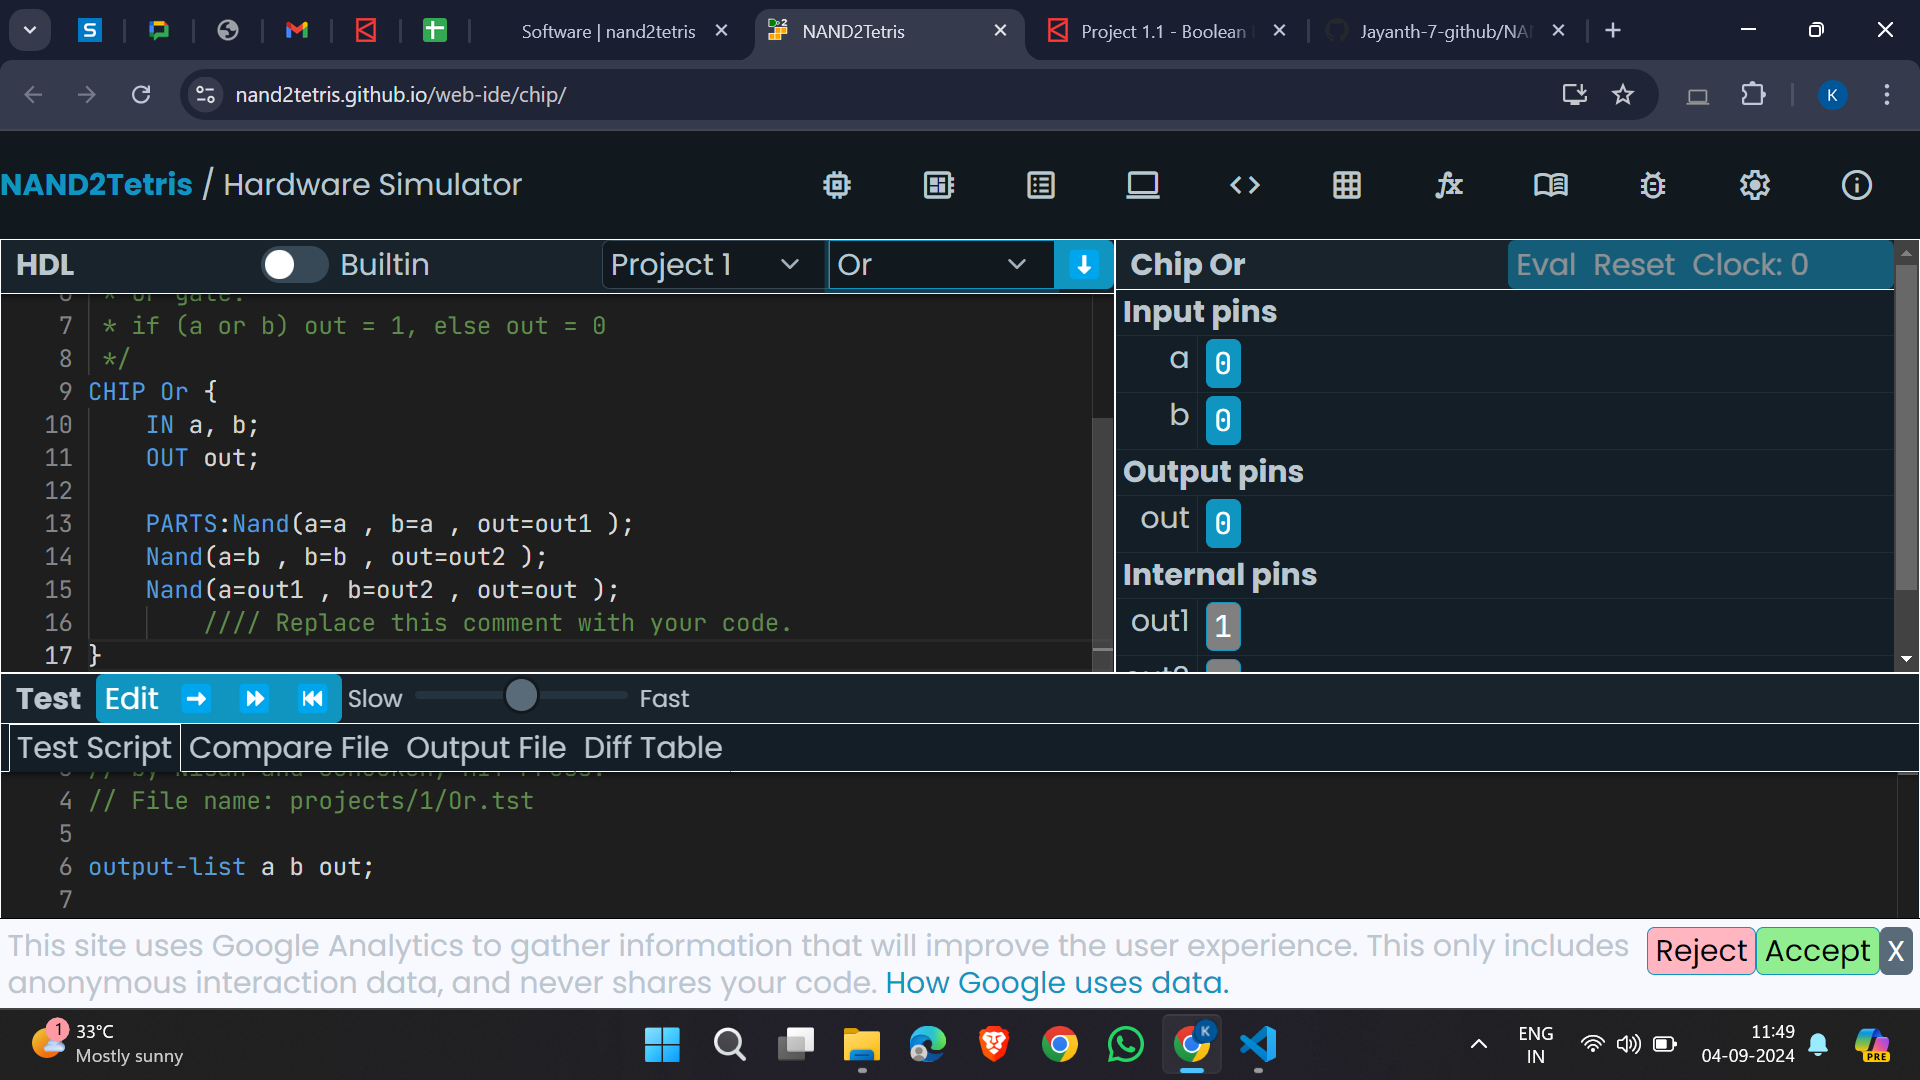 S
Software | nand2tetris
NAND2Tetris
Project 1.1 - Boolean
Jayanth-7-github/NA
nand2tetris.github.io/web-ide/chip/
K
NAND2Tetris / Hardware Simulator
HDL
Builtin
Project 1
Or
Chip Or
Eval Reset Clock: 0
6 * or gate:
7 * if (a or b) out = 1, else out = 0
8 */
9 CHIP Or {
10 IN a, b;
11 OUT out;
12
13 PARTS:Nand(a=a , b=a , out=out1 );
14 Nand(a=b , b=b , out=out2 );
15 Nand(a=out1 , b=out2 , out=out );
16 //// Replace this comment with your code.
17 }
Input pins
a 0
b 0
Output pins
out 0
Internal pins
out1 1
Test Edit Slow Fast
Test Script Compare File Output File Diff Table
4 // File name: projects/1/Or.tst
5
6 output-list a b out;
7
This site uses Google Analytics to gather information that will improve the user experience. This only includes
anonymous interaction data, and never shares your code. How Google uses data.
Reject Accept X
1
33°C
Mostly sunny
K
ENG
IN
11:49
04-09-2024
PRE